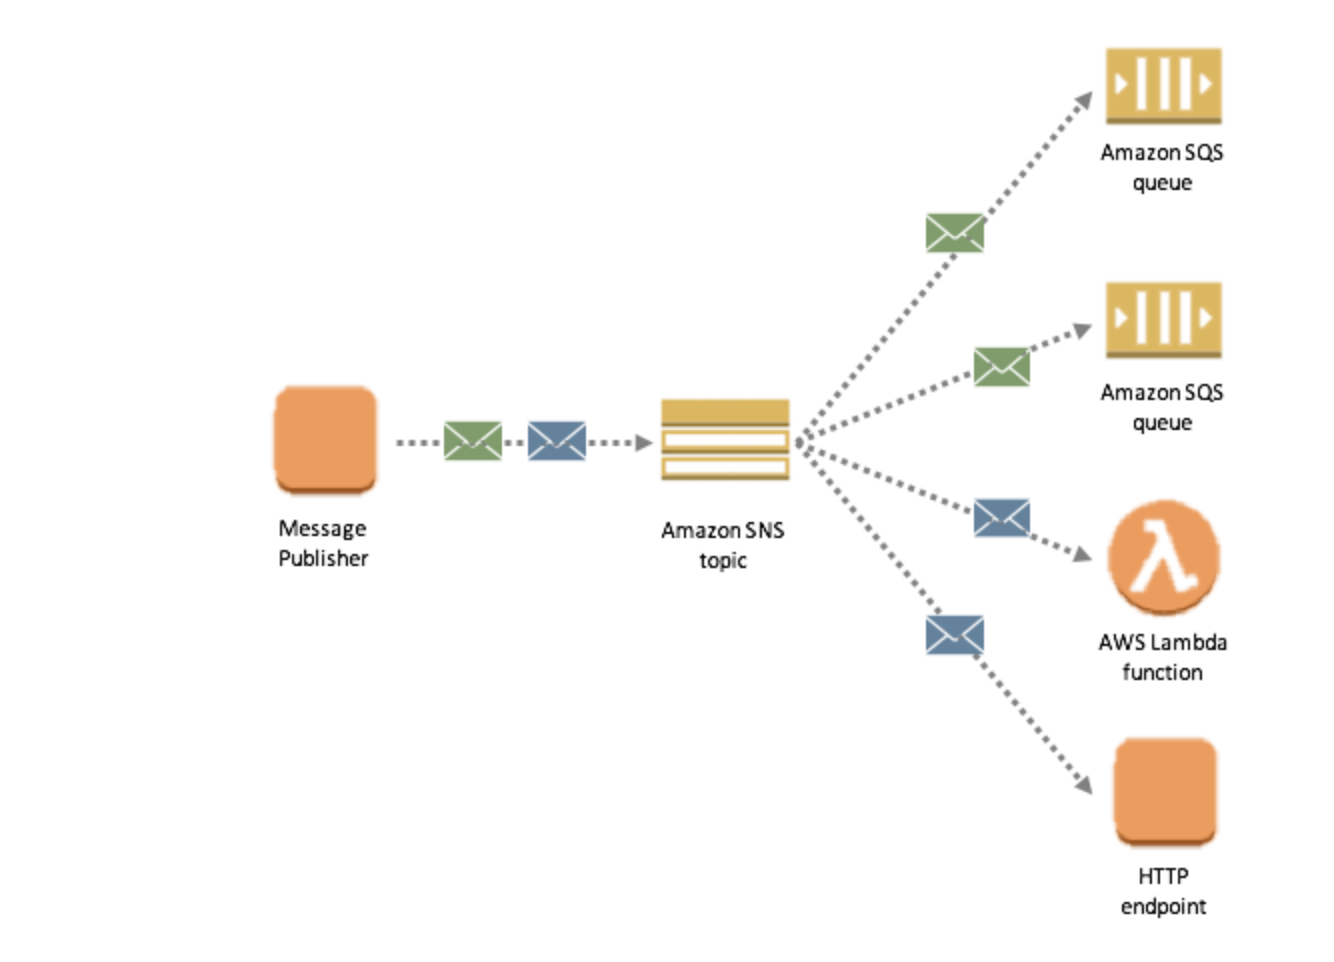 Message
Publisher
Amazon SNS
topic
Amazon SQS
queue
Amazon SQS
queue
AWS Lambda
function
HTTP
endpoint